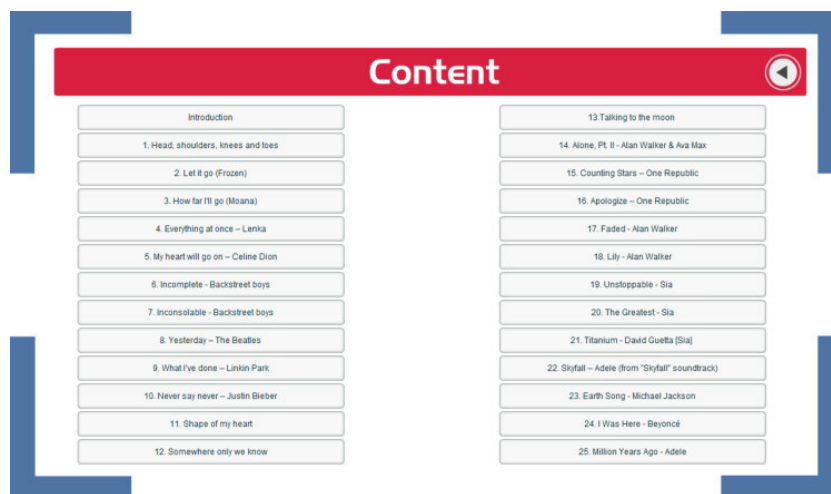 Content
Introduction
1. Head, shoulders, knees and toes
2. Let it go (Frozen)
3. How far I'll go (Moana)
4. Everything at once – Lenka
5. My heart will go on – Celine Dion
6. Incomplete - Backstreet boys
7. Inconsolable - Backstreet boys
8. Yesterday – The Beatles
9. What I've done – Linkin Park
10. Never say never – Justin Bieber
11. Shape of my heart
12. Somewhere only we know
13.Talking to the moon
14. Alone, Pt. II - Alan Walker & Ava Max
15. Counting Stars – One Republic
16. Apologize – One Republic
17. Faded - Alan Walker
18. Lily - Alan Walker
19. Unstoppable - Sia
20. The Greatest - Sia
21. Titanium - David Guetta [Sia]
22. Skyfall – Adele (from "Skyfall" soundtrack)
23. Earth Song - Michael Jackson
24. I Was Here - Beyoncé
25. Million Years Ago - Adele